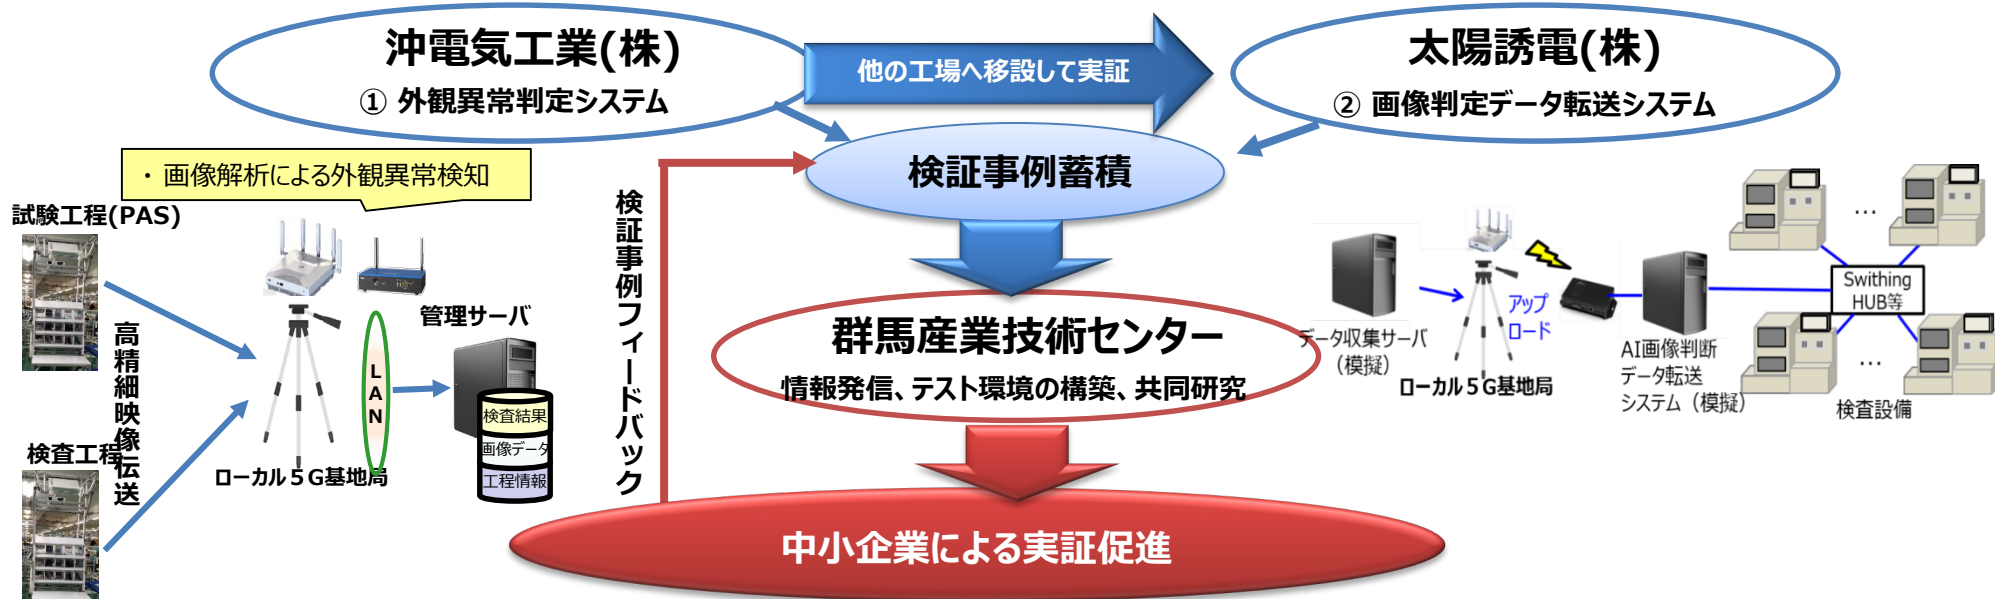 沖電気工業(株)
① 外観異常判定システム
他の工場へ移設して実証
太陽誘電(株)
② 画像判定データ転送システム
検証事例蓄積
・画像解析による外観異常検知
試験工程(PAS)
高精細映像伝送
検査工程
ローカル5G基地局
LAN
管理サーバ
検査結果
画像データ
工程情報
検証事例フィードバック
群馬産業技術センター
情報発信、テスト環境の構築、共同研究
中小企業による実証促進
データ収集サーバ
(模擬)
アップ
ロード
ローカル5G基地局
AI画像判断
データ転送
システム(模擬)
…
Swithing
HUB等
…
検査設備